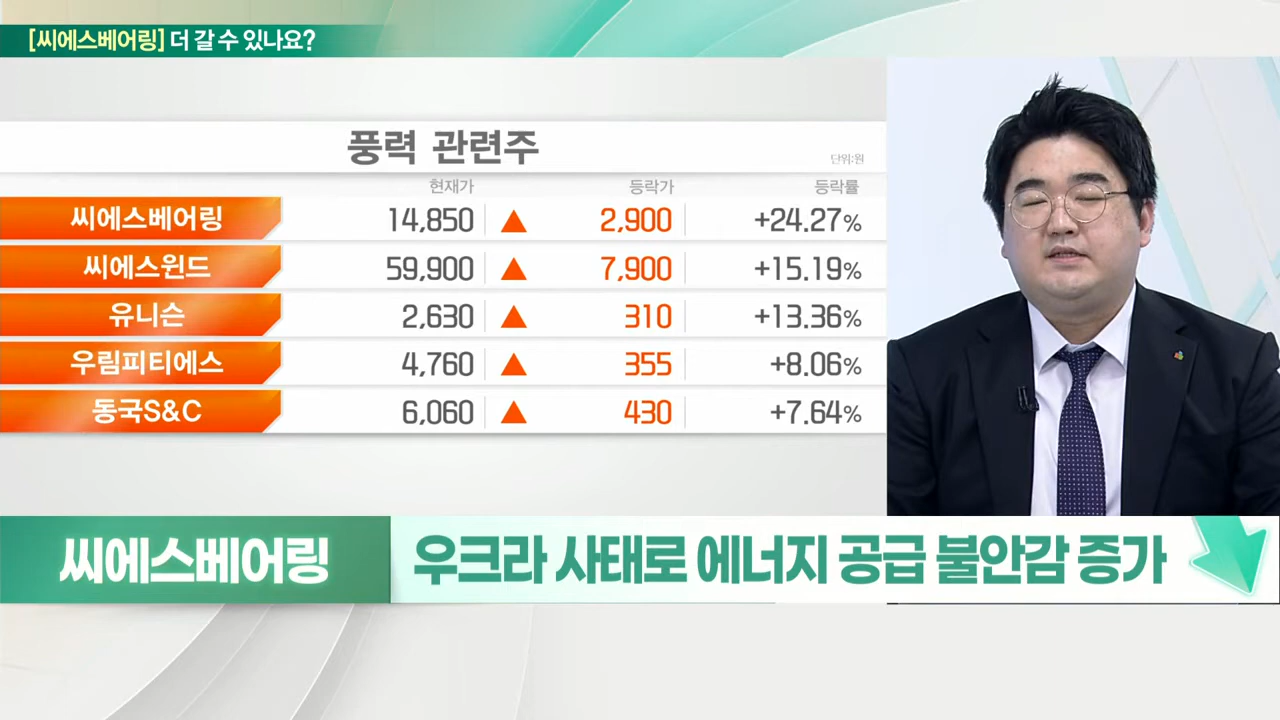 [씨에스베어링] 더 갈 수 있나요?
풍력 관련주
단위:원
현재가 등락가 등락률
씨에스베어링 14,850 ▲ 2,900 +24.27%
씨에스윈드 59,900 ▲ 7,900 +15.19%
유니슨 2,630 ▲ 310 +13.36%
우림피티에스 4,760 ▲ 355 +8.06%
동국S&C 6,060 ▲ 430 +7.64%
씨에스베어링 우크라 사태로 에너지 공급 불안감 증가